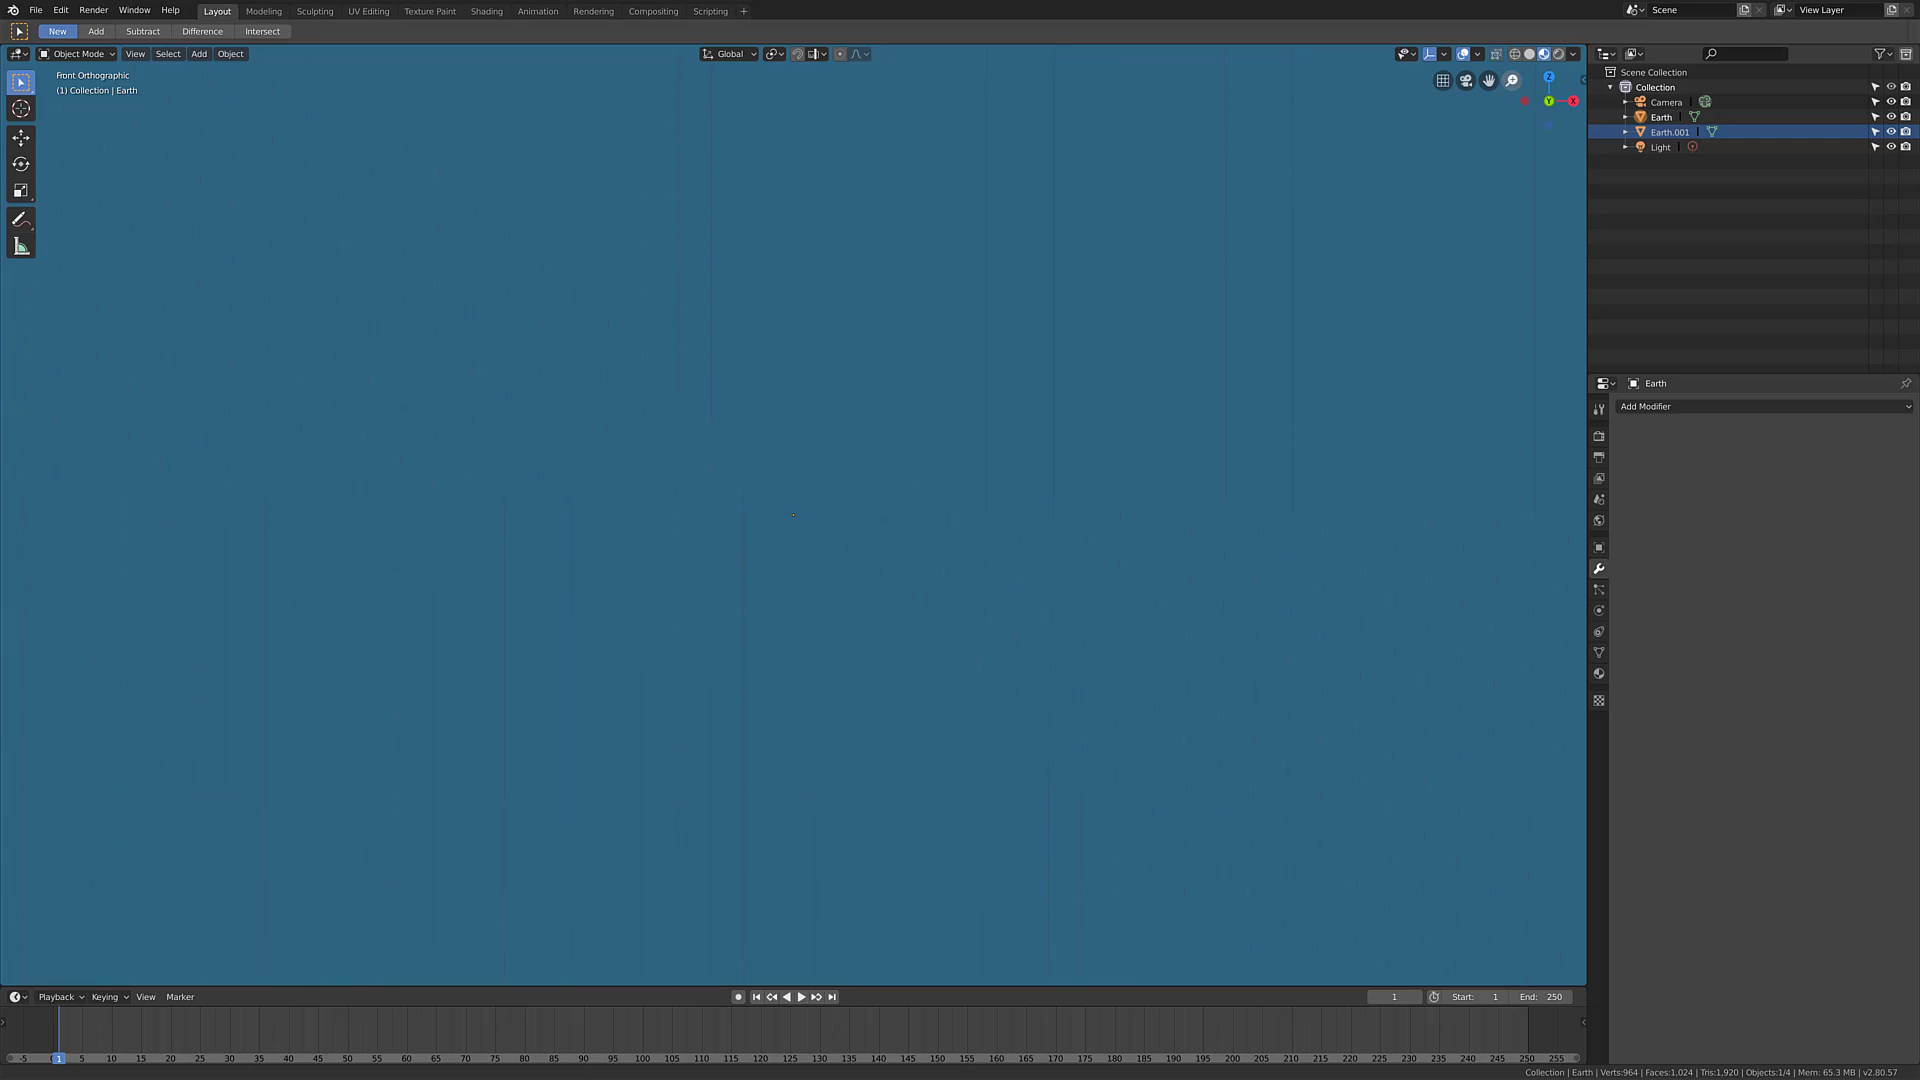 File Edit Render Window Help Layout Modeling Sculpting UV Editing Texture Paint Shading Animation Rendering Compositing Scripting + Scene View Layer
New Add Subtract Difference Intersect
Object Mode View Select Add Object Global
Front Orthographic
(1) Collection | Earth
Z
Y
X
Scene Collection
Collection
Camera
Earth
Earth.001
Light
Earth
Add Modifier
Playback Keying View Marker 1 Start: 1 End: 250
-5 1 5 10 15 20 25 30 35 40 45 50 55 60 65 70 75 80 85 90 95 100 105 110 115 120 125 130 135 140 145 150 155 160 165 170 175 180 185 190 195 200 205 210 215 220 225 230 235 240 245 250 255
Collection | Earth | Verts:964 | Faces:1,024 | Tris:1,920 | Objects:1/4 | Mem: 65.3 MB | v2.80.57